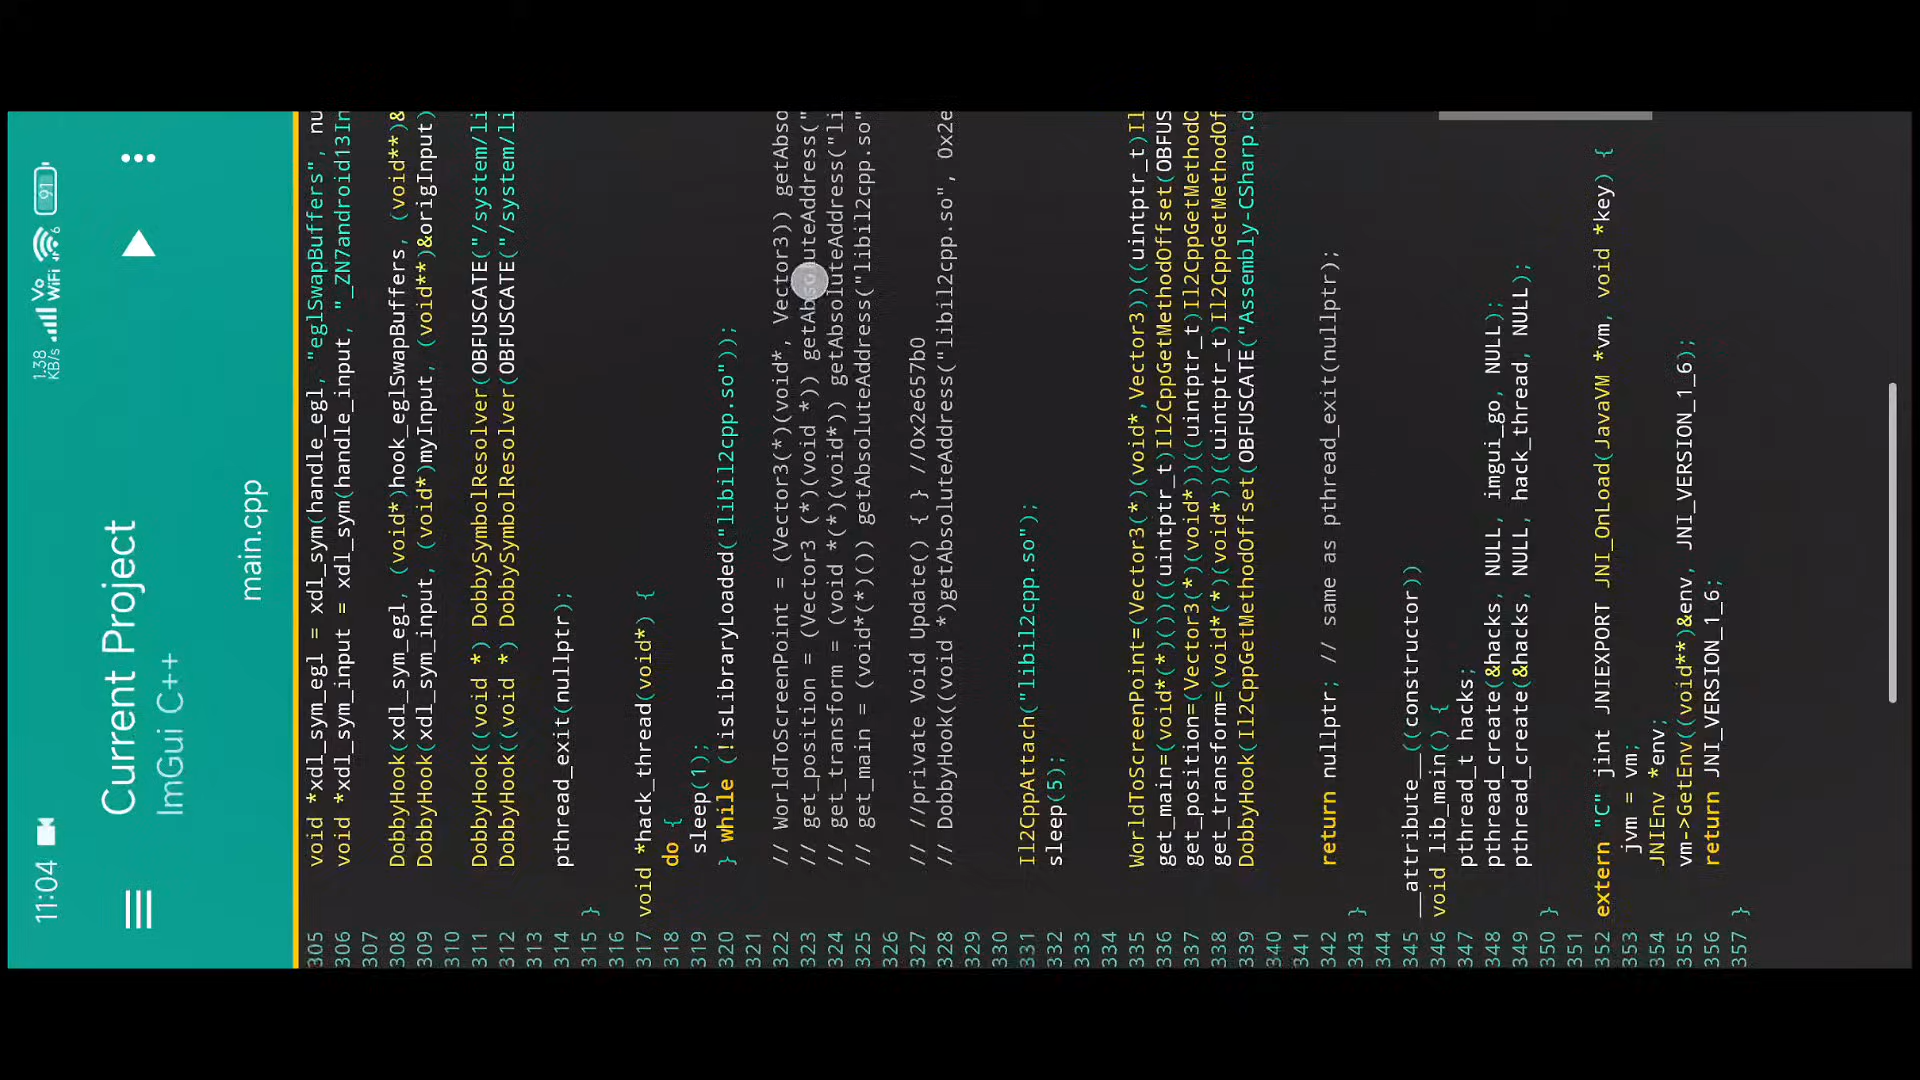 11:04
1.38 KB/s
Vo WiFi 6
91
Current Project
ImGui C++
main.cpp
305 void *xdl_sym_egl = xdl_sym(handle_egl, "eglSwapBuffers", nu
306 void *xdl_sym_input = xdl_sym(handle_input, "_ZN7android13In
307
308 DobbyHook(xdl_sym_egl, (void*)hook_eglSwapBuffers, (void**)&
309 DobbyHook(xdl_sym_input, (void*)myInput, (void**)&origInput)
310
311 DobbyHook((void *) DobbySymbolResolver(OBFUSCATE("/system/li
312 DobbyHook((void *) DobbySymbolResolver(OBFUSCATE("/system/li
313
314 pthread_exit(nullptr);
315 }
316
317 void *hack_thread(void*) {
318 do {
319 sleep(1);
320 } while (!isLibraryLoaded("libil2cpp.so"));
321
322 // WorldToScreenPoint = (Vector3(*)(void*, Vector3)) getAbso
323 // get_position = (Vector3 (*)(void *)) getAbsoluteAddress("
324 // get_transform = (void *(*)(void*)) getAbsoluteAddress("li
325 // get_main = (void*(*)()) getAbsoluteAddress("libil2cpp.so"
326
327 // //private Void Update() { } //0x2e657b0
328 // DobbyHook((void *)getAbsoluteAddress("libil2cpp.so", 0x2e
329
330
331 Il2CppAttach("libil2cpp.so");
332 sleep(5);
333
334
335 WorldToScreenPoint=(Vector3(*)(void*,Vector3))((uintptr_t)Il
336 get_main=(void*(*)())((uintptr_t)Il2CppGetMethodOffset(OBFUS
337 get_position=(Vector3(*)(void*))((uintptr_t)Il2CppGetMethodO
338 get_transform=(void*(*)(void*))((uintptr_t)Il2CppGetMethodOf
339 DobbyHook(Il2CppGetMethodOffset(OBFUSCATE("Assembly-CSharp.d
340
341
342 return nullptr; // same as pthread_exit(nullptr);
343 }
344
345 __attribute__((constructor))
346 void lib_main() {
347 pthread_t hacks;
348 pthread_create(&hacks, NULL, imgui_go, NULL);
349 pthread_create(&hacks, NULL, hack_thread, NULL);
350 }
351
352 extern "C" jint JNIEXPORT JNI_OnLoad(JavaVM *vm, void *key) {
353 jvm = vm;
354 JNIEnv *env;
355 vm->GetEnv((void**)&env, JNI_VERSION_1_6);
356 return JNI_VERSION_1_6;
357 }